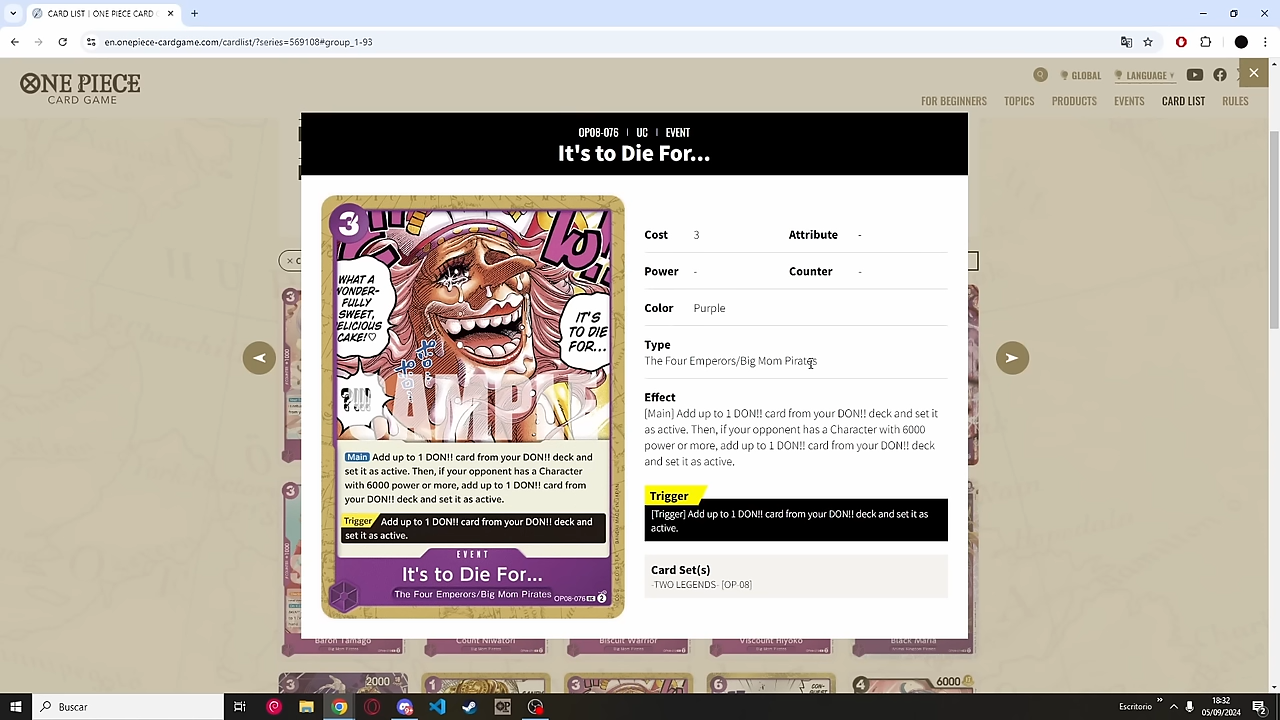 CARD LIST | ONE PIECE CARD
en.onepiece-cardgame.com/cardlist/?series=569108#group_1-93
ONE PIECE
CARD GAME
GLOBAL
LANGUAGE
FOR BEGINNERS
TOPICS
PRODUCTS
EVENTS
CARD LIST
RULES
OP08-076 | UC | EVENT
It's to Die For...
3
WHAT A
WONDER-
FULLY
SWEET,
ELICIOUS
CAKE!♡
IT'S
TO DIE
FOR...
SAMPLE
Main Add up to 1 DON!! card from your DON!! deck and
set it as active. Then, if your opponent has a Character
with 6000 power or more, add up to 1 DON!! card from
your DON!! deck and set it as active.
Trigger Add up to 1 DON!! card from your DON!! deck and
set it as active.
EVENT
It's to Die For...
The Four Emperors/Big Mom Pirates OP08-076 UC 2
Cost 3
Attribute -
Power -
Counter -
Color Purple
Type
The Four Emperors/Big Mom Pirates
Effect
[Main] Add up to 1 DON!! card from your DON!! deck and set it
as active. Then, if your opponent has a Character with 6000
power or more, add up to 1 DON!! card from your DON!! deck
and set it as active.
Trigger
[Trigger] Add up to 1 DON!! card from your DON!! deck and set it as
active.
Card Set(s)
-TWO LEGENDS- [OP-08]
Baron Tamago
Count Niwatori
Biscuit Warrior
Viscount Hiyoko
Black Maria
3
2000
1
3
6
4
6000
Buscar
Escritorio
18:32
05/09/2024